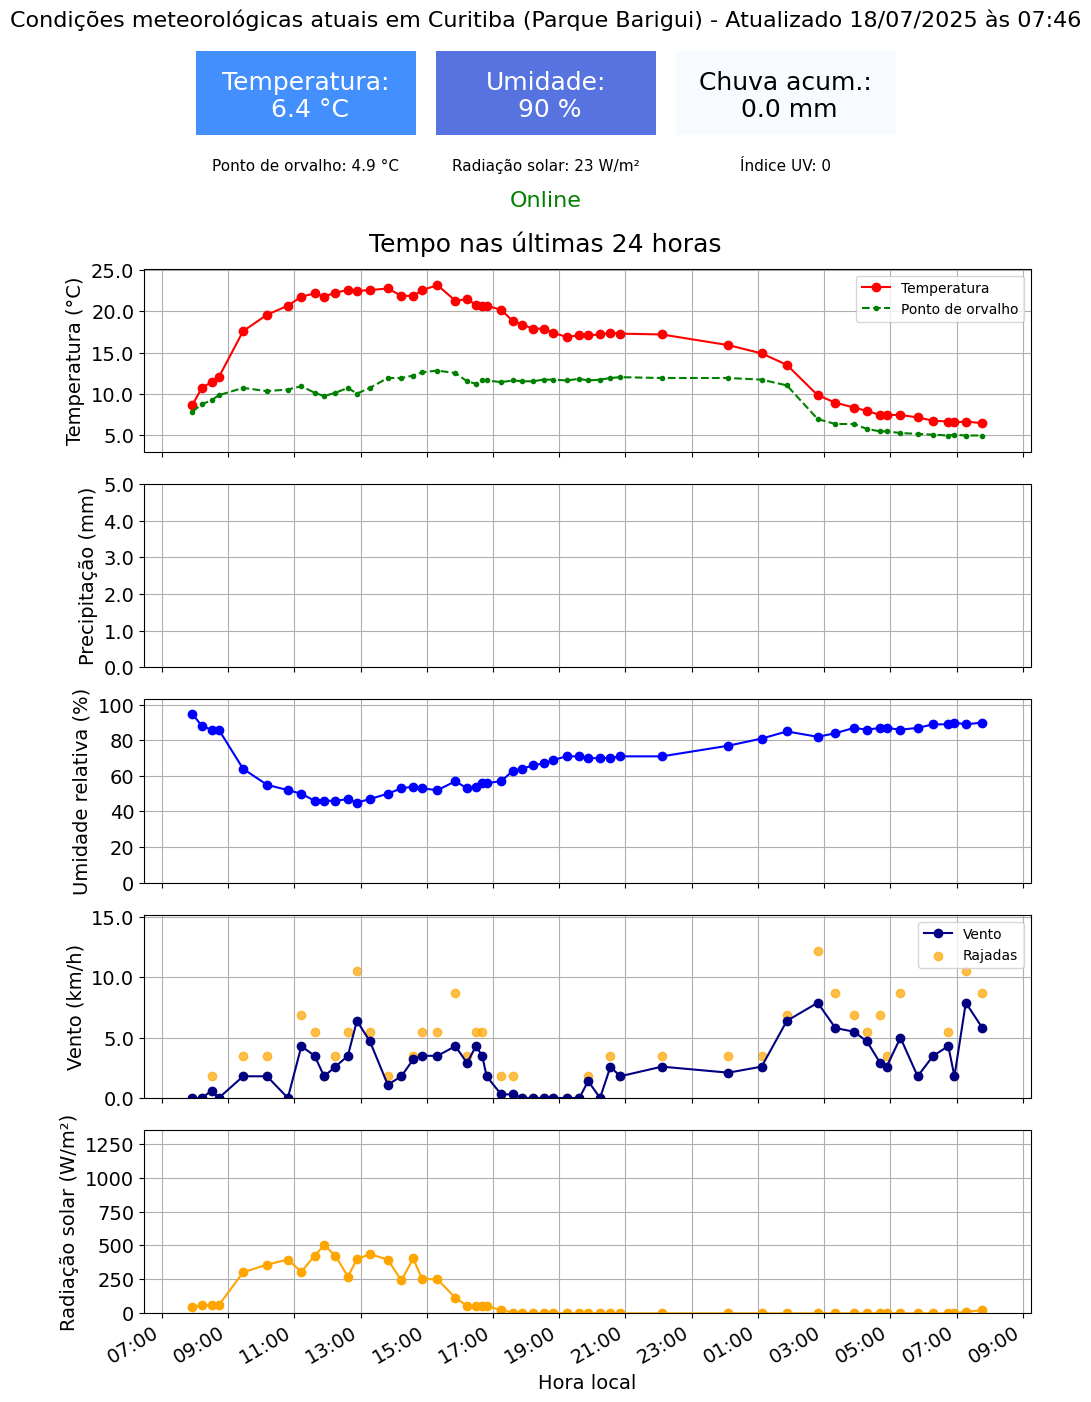 Condições meteorológicas atuais em Curitiba (Parque Barigui) - Atualizado 18/07/2025 às 07:46
Temperatura:
6.4 °C
Umidade:
90 %
Chuva acum.:
0.0 mm
Ponto de orvalho: 4.9 °C
Radiação solar: 23 W/m²
Índice UV: 0
Online
Tempo nas últimas 24 horas
Temperatura (°C)
25.0
20.0
15.0
10.0
5.0
Temperatura
Ponto de orvalho
Precipitação (mm)
5.0
4.0
3.0
2.0
1.0
0.0
Umidade relativa (%)
100
80
60
40
20
0
Vento (km/h)
15.0
10.0
5.0
0.0
Vento
Rajadas
Radiação solar (W/m²)
1250
1000
750
500
250
0
07:00
09:00
11:00
13:00
15:00
17:00
19:00
21:00
23:00
01:00
03:00
05:00
07:00
09:00
Hora local